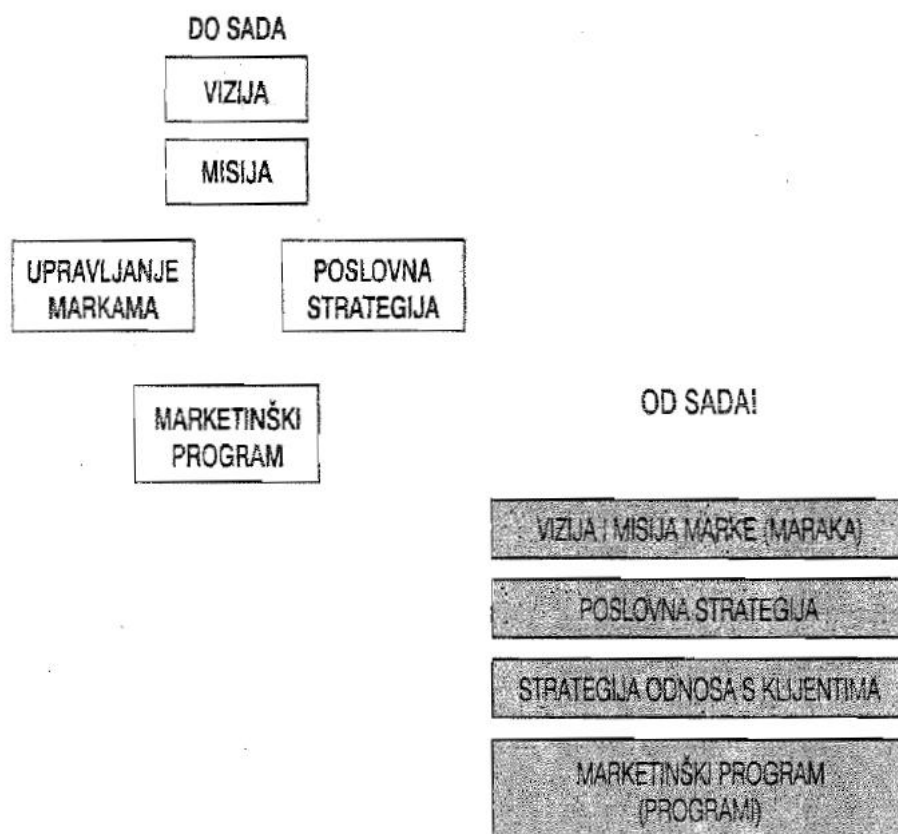 DO SADA
VIZIJA
MISIJA
UPRAVLJANJE
MARKAMA
POSLOVNA
STRATEGIJA
MARKETINŠKI
PROGRAM
OD SADA!
VIZIJA I MISIJA MARKE (MARAKA)
POSLOVNA STRATEGIJA
STRATEGIJA ODNOSA S KLIJENTIMA
MARKETINŠKI PROGRAM
(PROGRAMI)